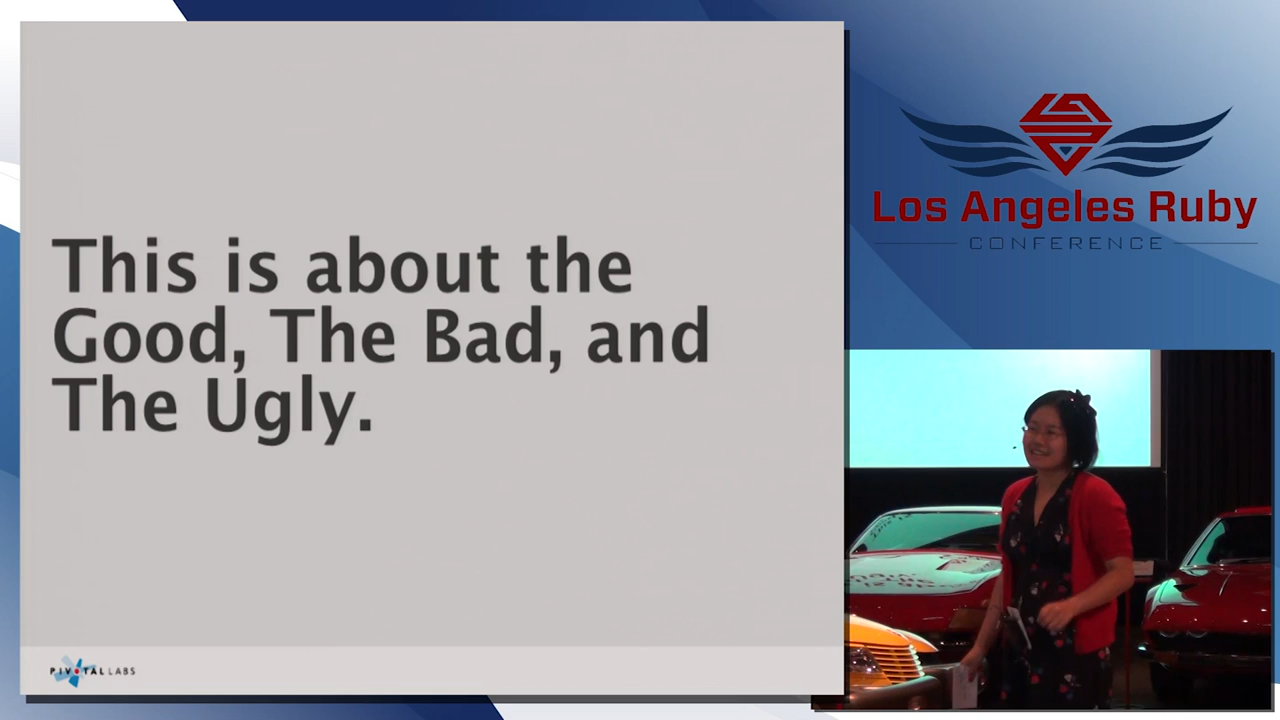 This is about the
Good, The Bad, and
The Ugly.
PIVOTAL LABS
Los Angeles Ruby
CONFERENCE